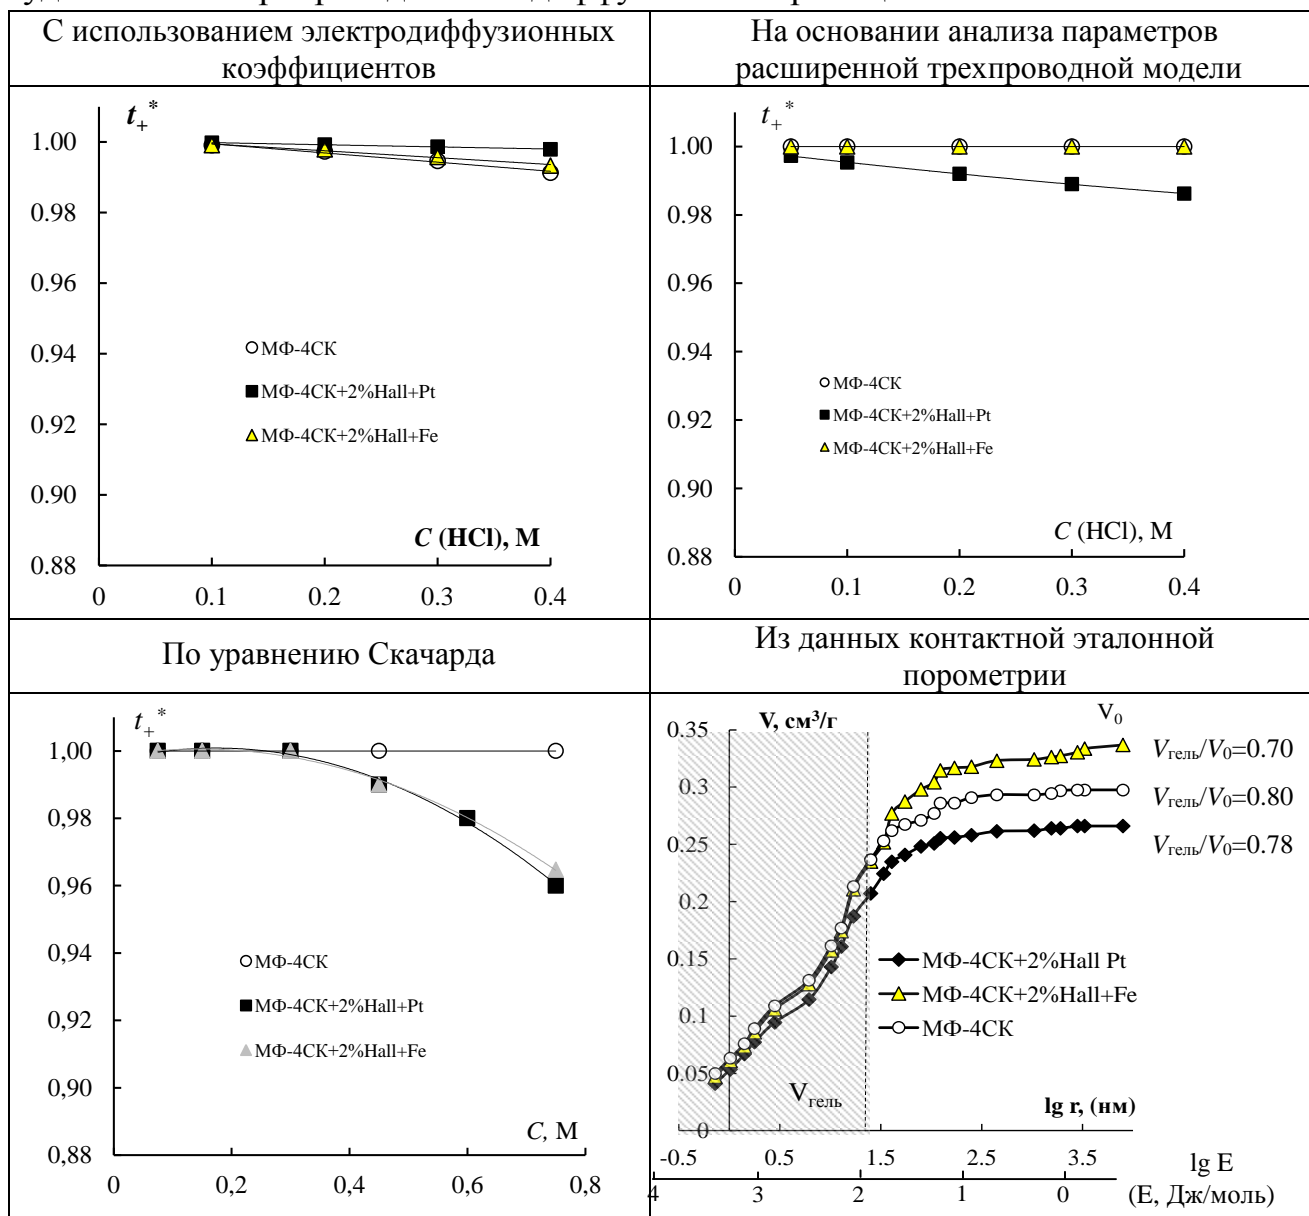 С использованием электродиффузионных
коэффициентов
На основании анализа параметров
расширенной трехпроводной модели
t₊*
1.00
0.98
0.96
0.94
0.92
0.90
0.88
МФ-4СК
МФ-4СК+2%Hall+Pt
МФ-4СК+2%Hall+Fe
C (HCl), М
0 0.1 0.2 0.3 0.4
t₊*
1.00
0.98
0.96
0.94
0.92
0.90
0.88
МФ-4СК
МФ-4СК+2%Hall+Pt
МФ-4СК+2%Hall+Fe
C (HCl), М
0 0.1 0.2 0.3 0.4
По уравнению Скачарда
Из данных контактной эталонной
порометрии
t₊*
1,00
0,98
0,96
0,94
0,92
0,90
0,88
МФ-4СК
МФ-4СК+2%Hall+Pt
МФ-4СК+2%Hall+Fe
C, М
0 0,2 0,4 0,6 0,8
V, см³/г
V₀
0.35
0.3
0.25
0.2
0.15
0.1
0.05
0
Vгель/V₀=0.70
Vгель/V₀=0.80
Vгель/V₀=0.78
МФ-4СК+2%Hall Pt
МФ-4СК+2%Hall+Fe
МФ-4СК
Vгель
lg r, (нм)
-0.5 0.5 1.5 2.5 3.5
lg E
4 3 2 1 0
(E, Дж/моль)